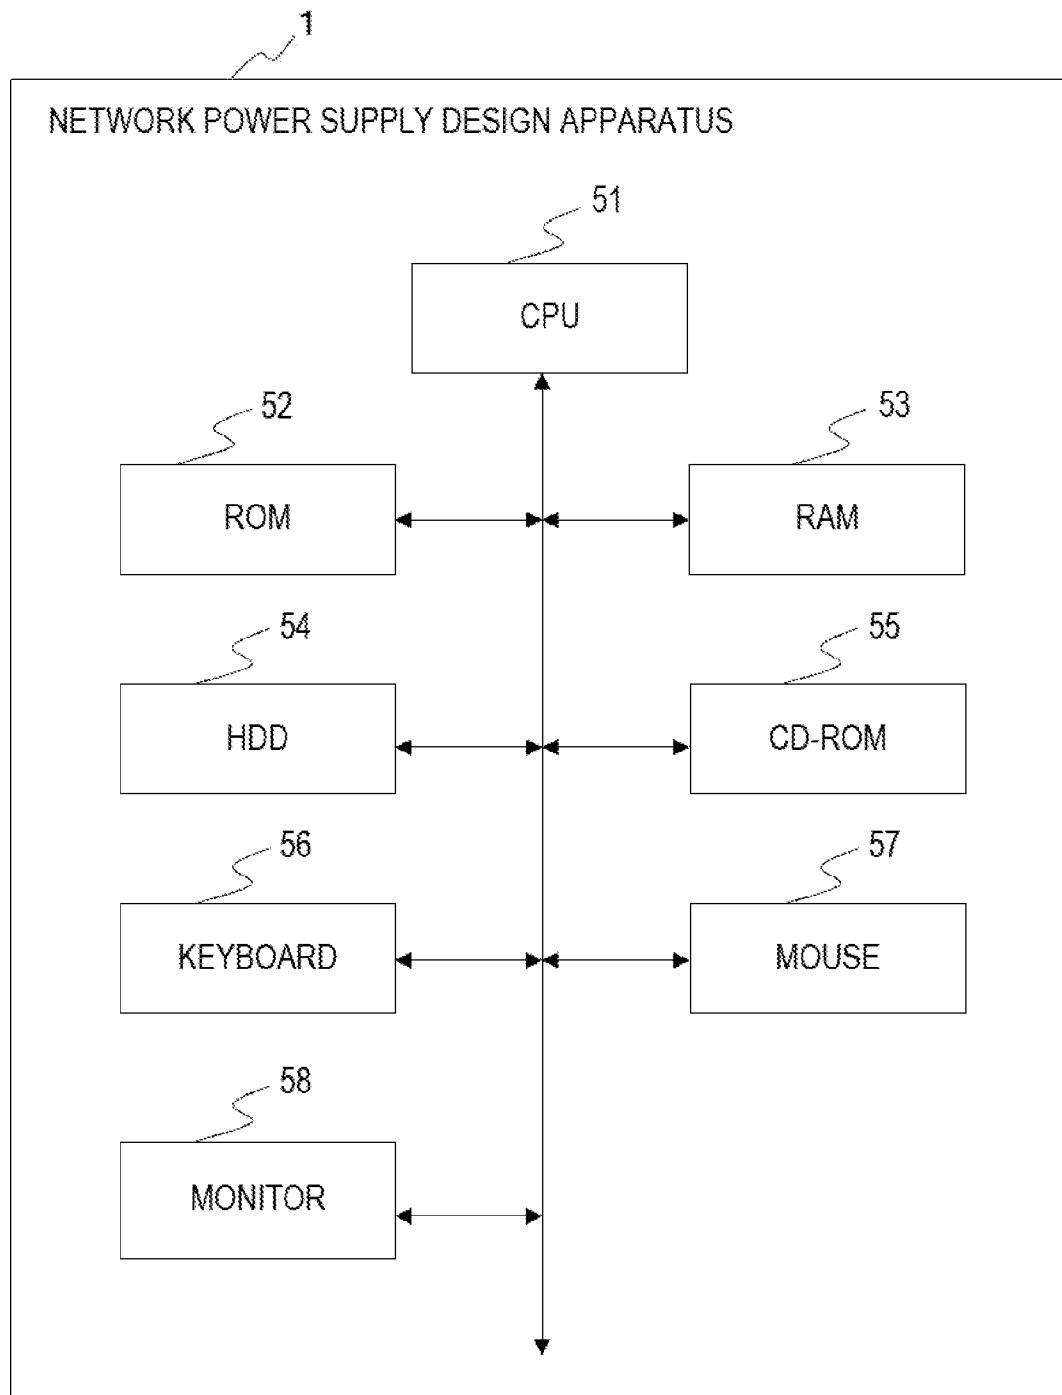 1
NETWORK POWER SUPPLY DESIGN APPARATUS
51
CPU
52
53
ROM
RAM
54
55
HDD
CD-ROM
56
57
KEYBOARD
MOUSE
58
MONITOR